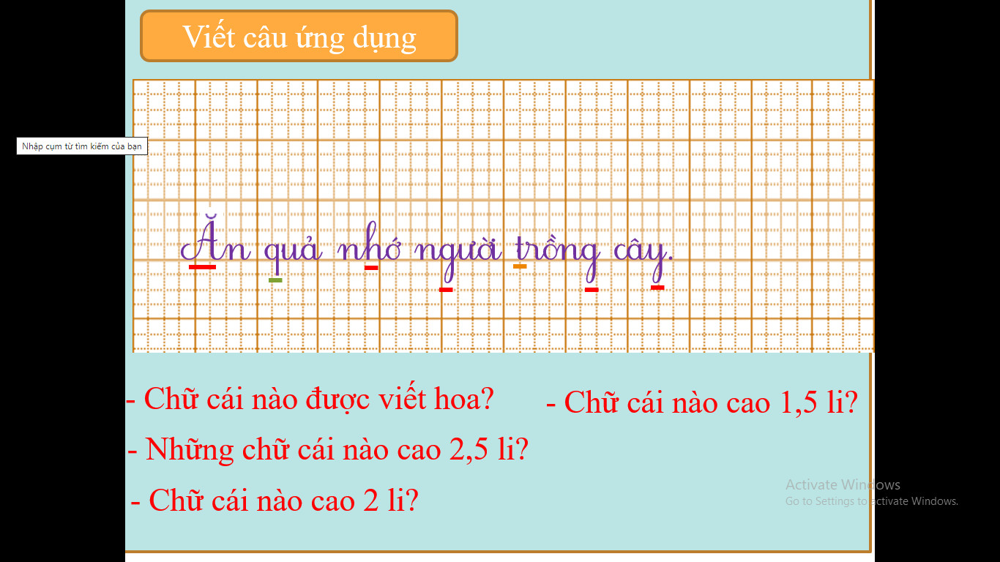 Viết câu ứng dụng
Nhập cụm từ tìm kiếm của bạn
Ăn quả nhớ người trồng cây.
- Chữ cái nào được viết hoa?
- Chữ cái nào cao 1,5 li?
- Những chữ cái nào cao 2,5 li?
- Chữ cái nào cao 2 li?
Activate Windows
Go to Settings to activate Windows.